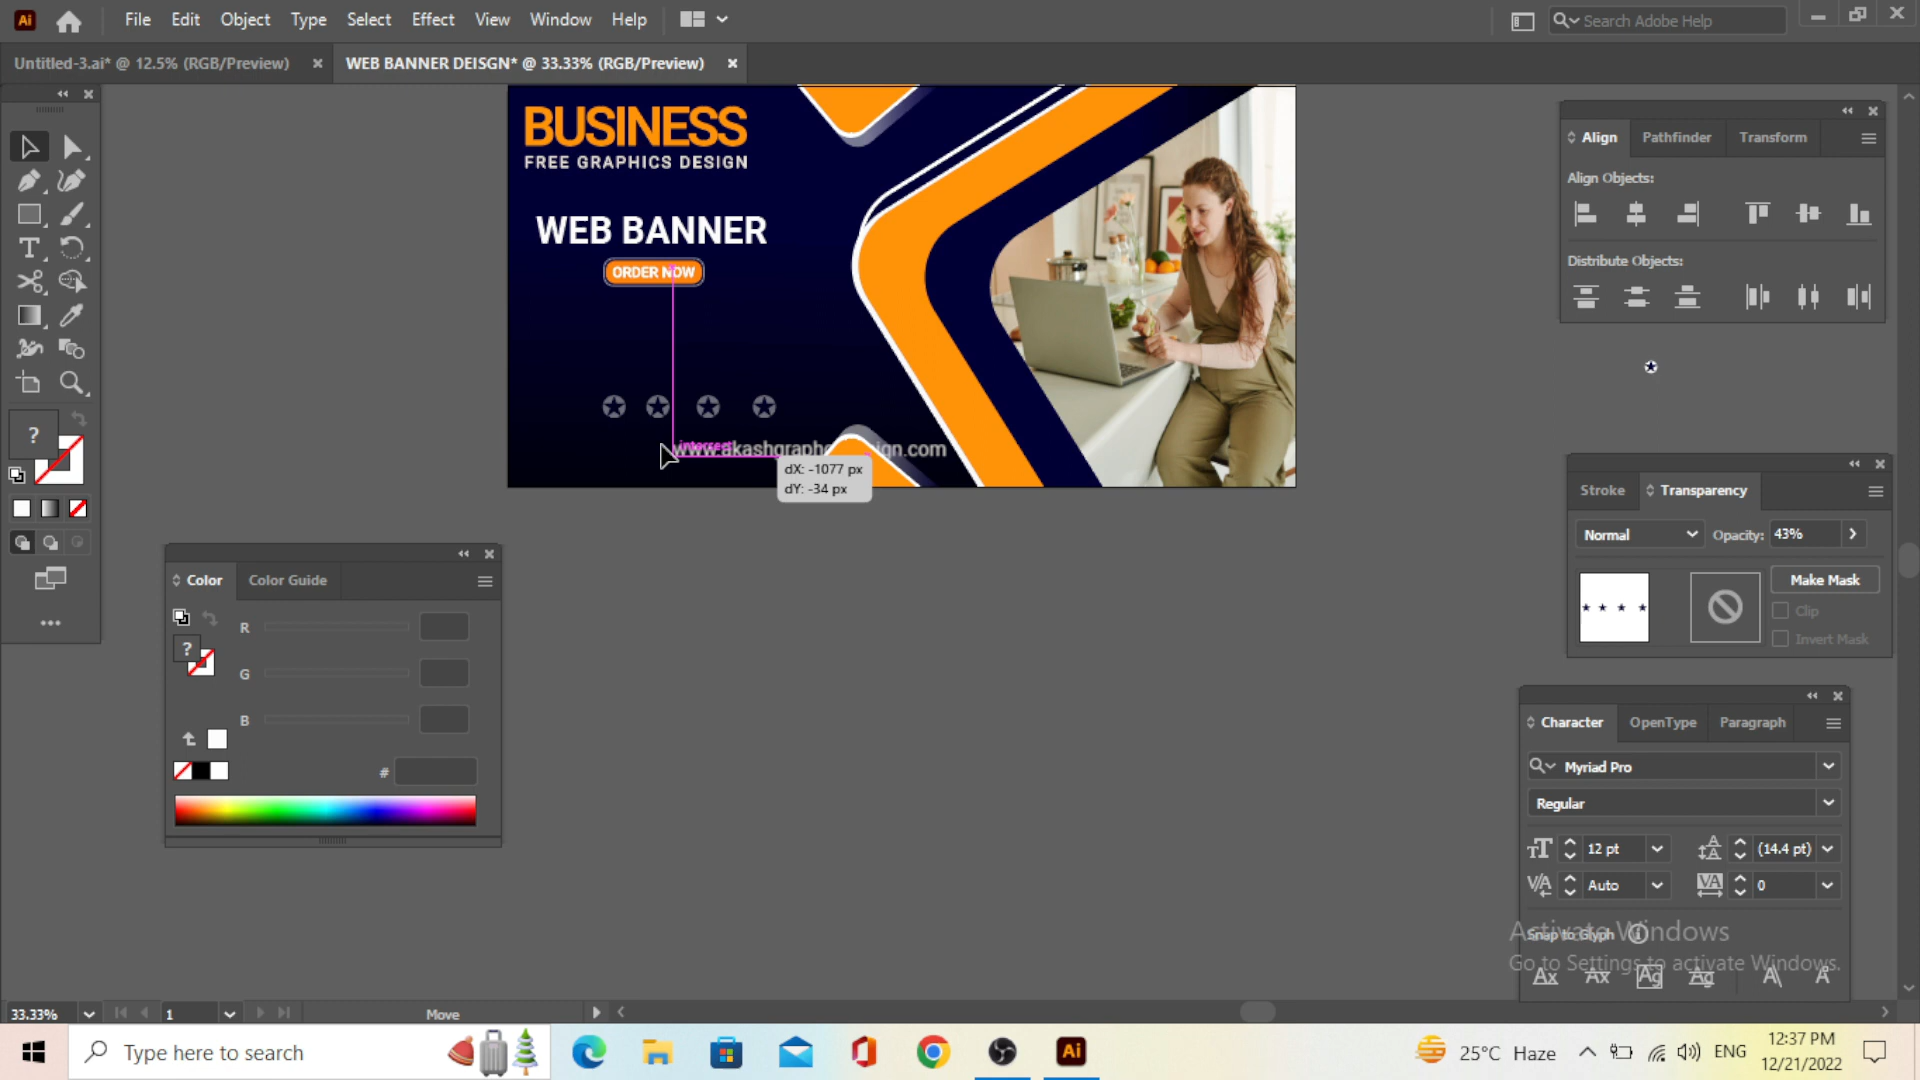 Ai File Edit Object Type Select Effect View Window Help Search Adobe Help
Untitled-3.ai* @ 12.5% (RGB/Preview) WEB BANNER DEISGN* @ 33.33% (RGB/Preview)
BUSINESS
FREE GRAPHICS DESIGN
WEB BANNER
ORDER NOW
intersect
dX: -1077 px
dY: -34 px
Align Pathfinder Transform
Align Objects:
Distribute Objects:
Stroke Transparency
Normal Opacity: 43%
Make Mask
Clip
Invert Mask
Color Color Guide
R
G
B
#
Character OpenType Paragraph
Myriad Pro
Regular
12 pt (14.4 pt)
Auto 0
Snap to Glyph
Activate Windows
Go to Settings to activate Windows.
33.33% 1 Move
Type here to search
25°C Haze ENG 12:37 PM
12/21/2022